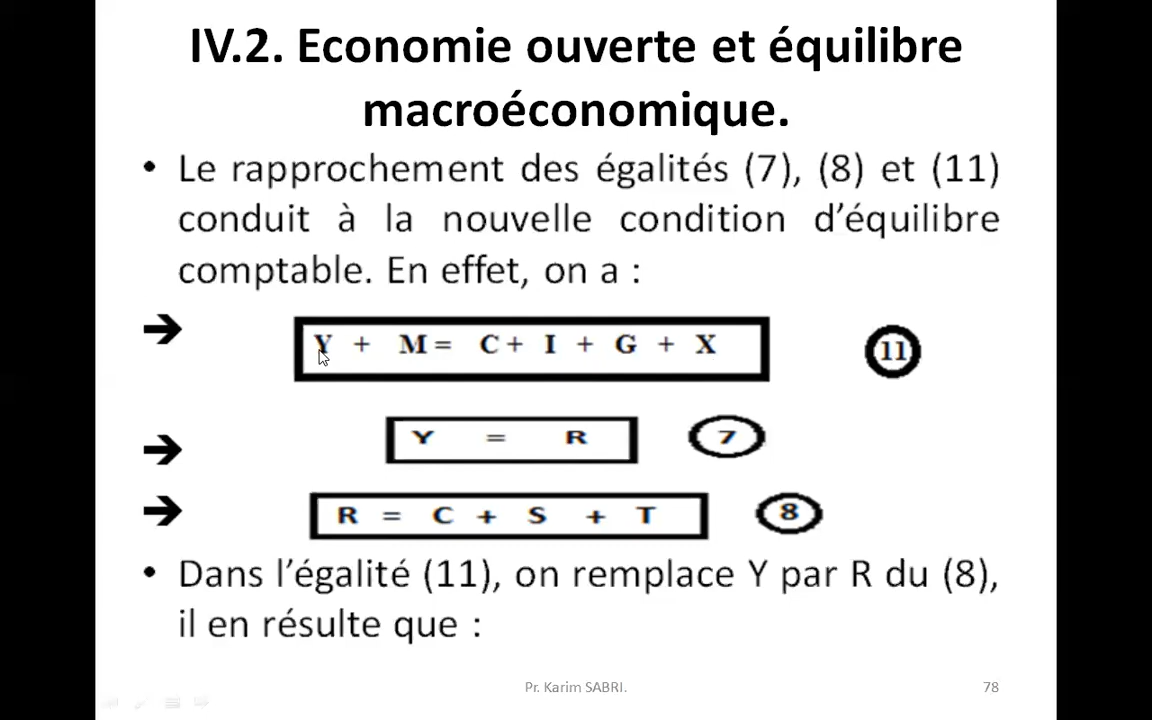 IV.2. Economie ouverte et équilibre
macroéconomique.
• Le rapprochement des égalités (7), (8) et (11)
conduit à la nouvelle condition d’équilibre
comptable. En effet, on a :
➔ Y + M = C + I + G + X 11
➔ Y = R 7
➔ R = C + S + T 8
• Dans l’égalité (11), on remplace Y par R du (8),
il en résulte que :
Pr. Karim SABRI. 78